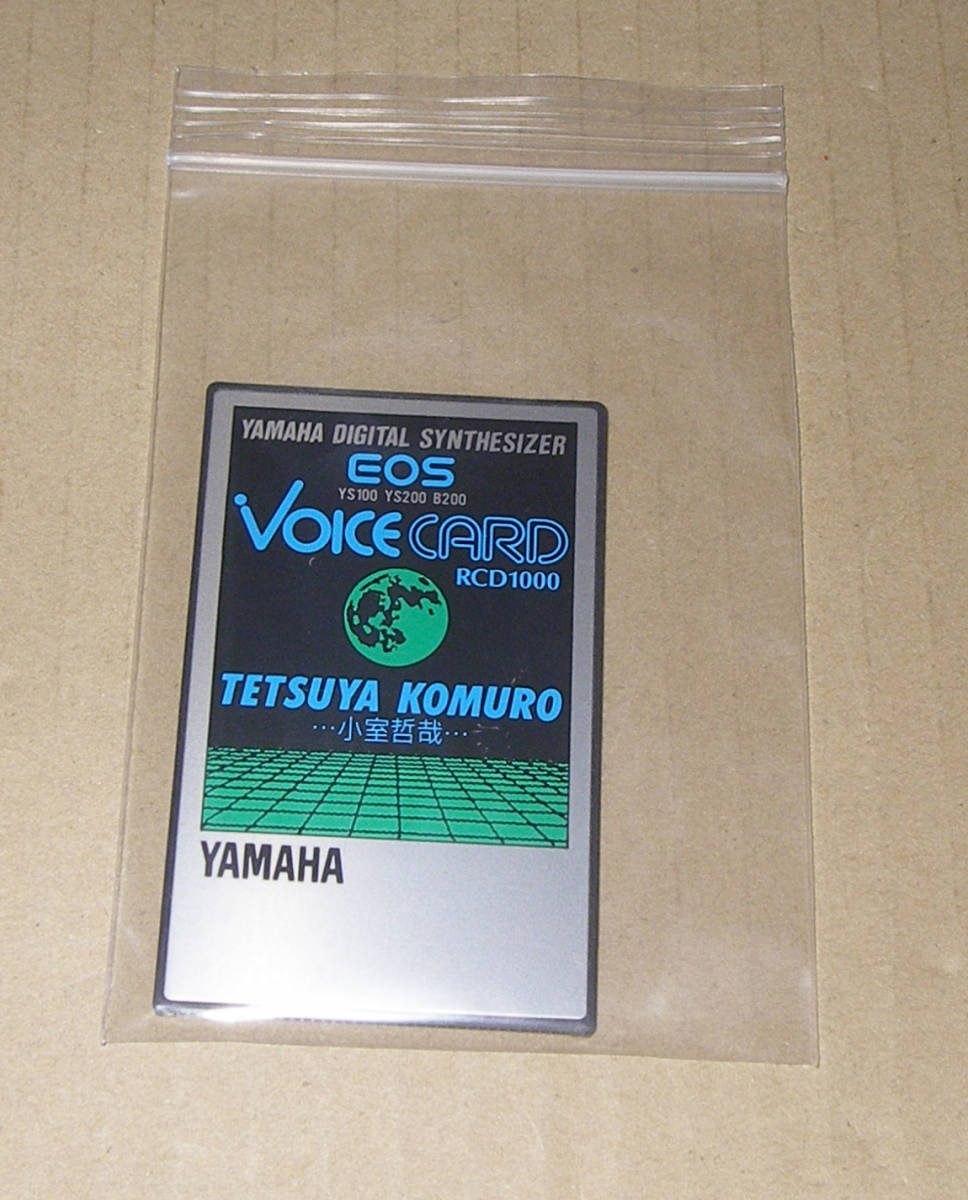 YAMAHA DIGITAL SYNTHESIZER
EOS
YS100 YS200 B200
VOICE CARD
RCD1000
TETSUYA KOMURO
…小室哲哉…
YAMAHA